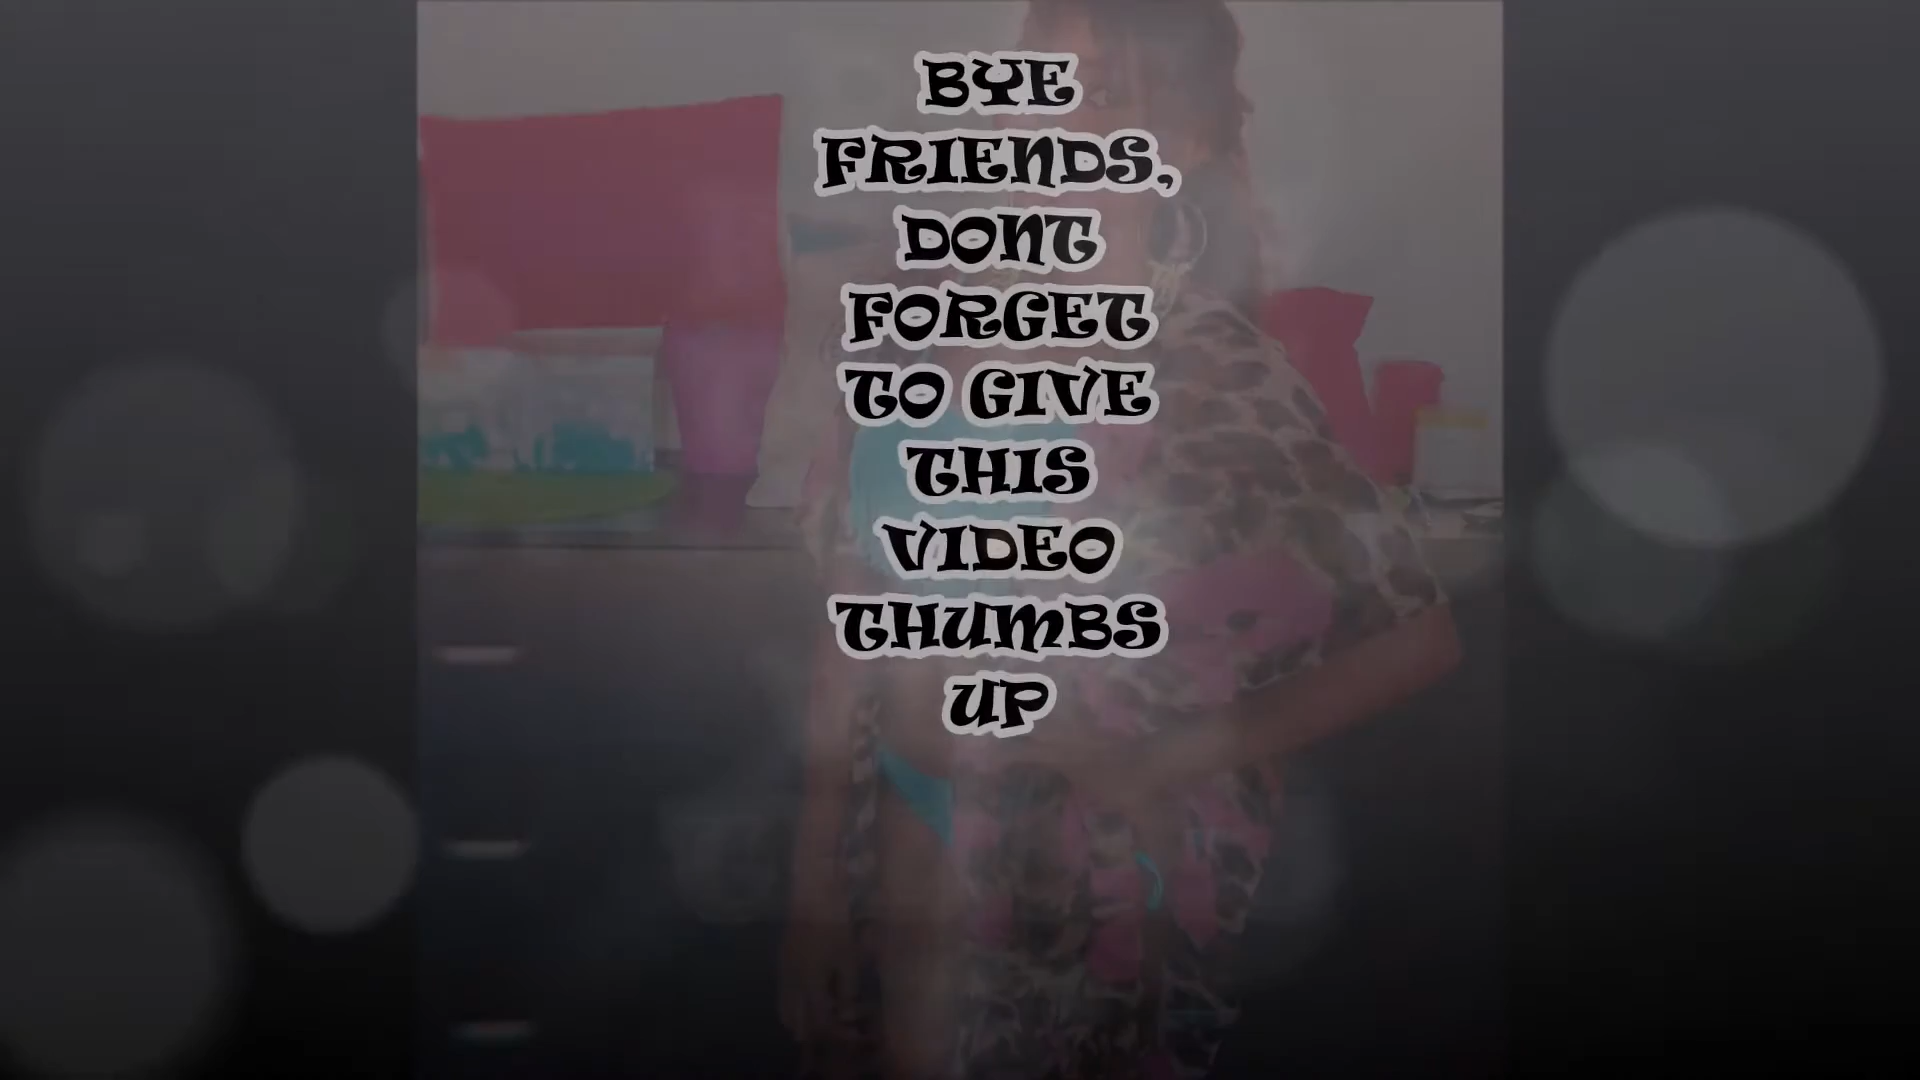 BYE
FRIENDS,
DONT
FORGET
TO GIVE
THIS
VIDEO
THUMBS
UP